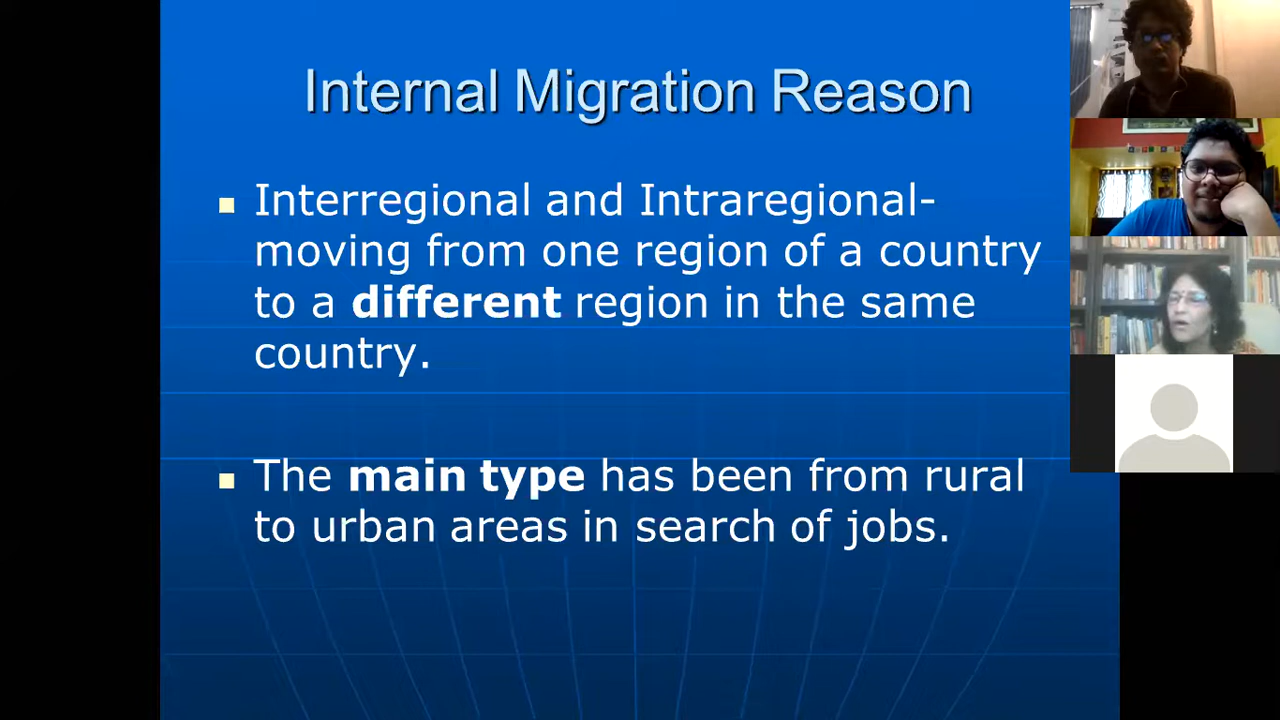 Internal Migration Reason
Interregional and Intraregional-
moving from one region of a country
to a different region in the same
country.
The main type has been from rural
to urban areas in search of jobs.